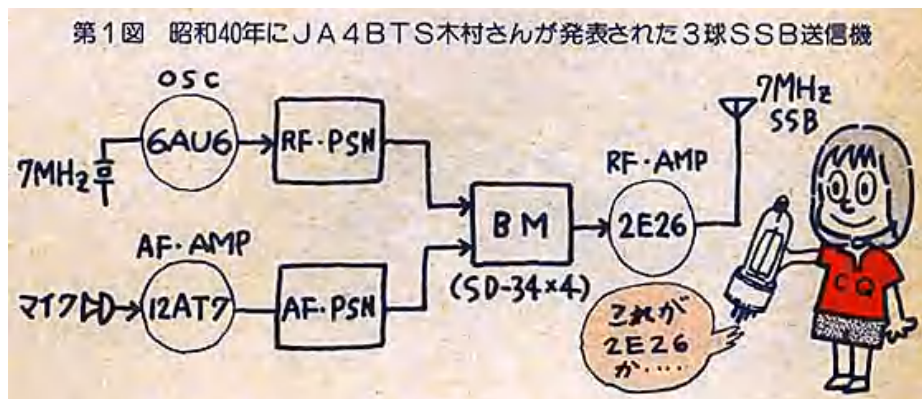 第1図 昭和40年にJA4BTS木村さんが発表された3球SSB送信機
OSC
6AU6
7MHz
RF・PSN
AF・AMP
マイク
12AT7
AF・PSN
BM
(SD-34×4)
RF・AMP
2E26
7MHz
SSB
これが
2E26
か・・・・
CQ